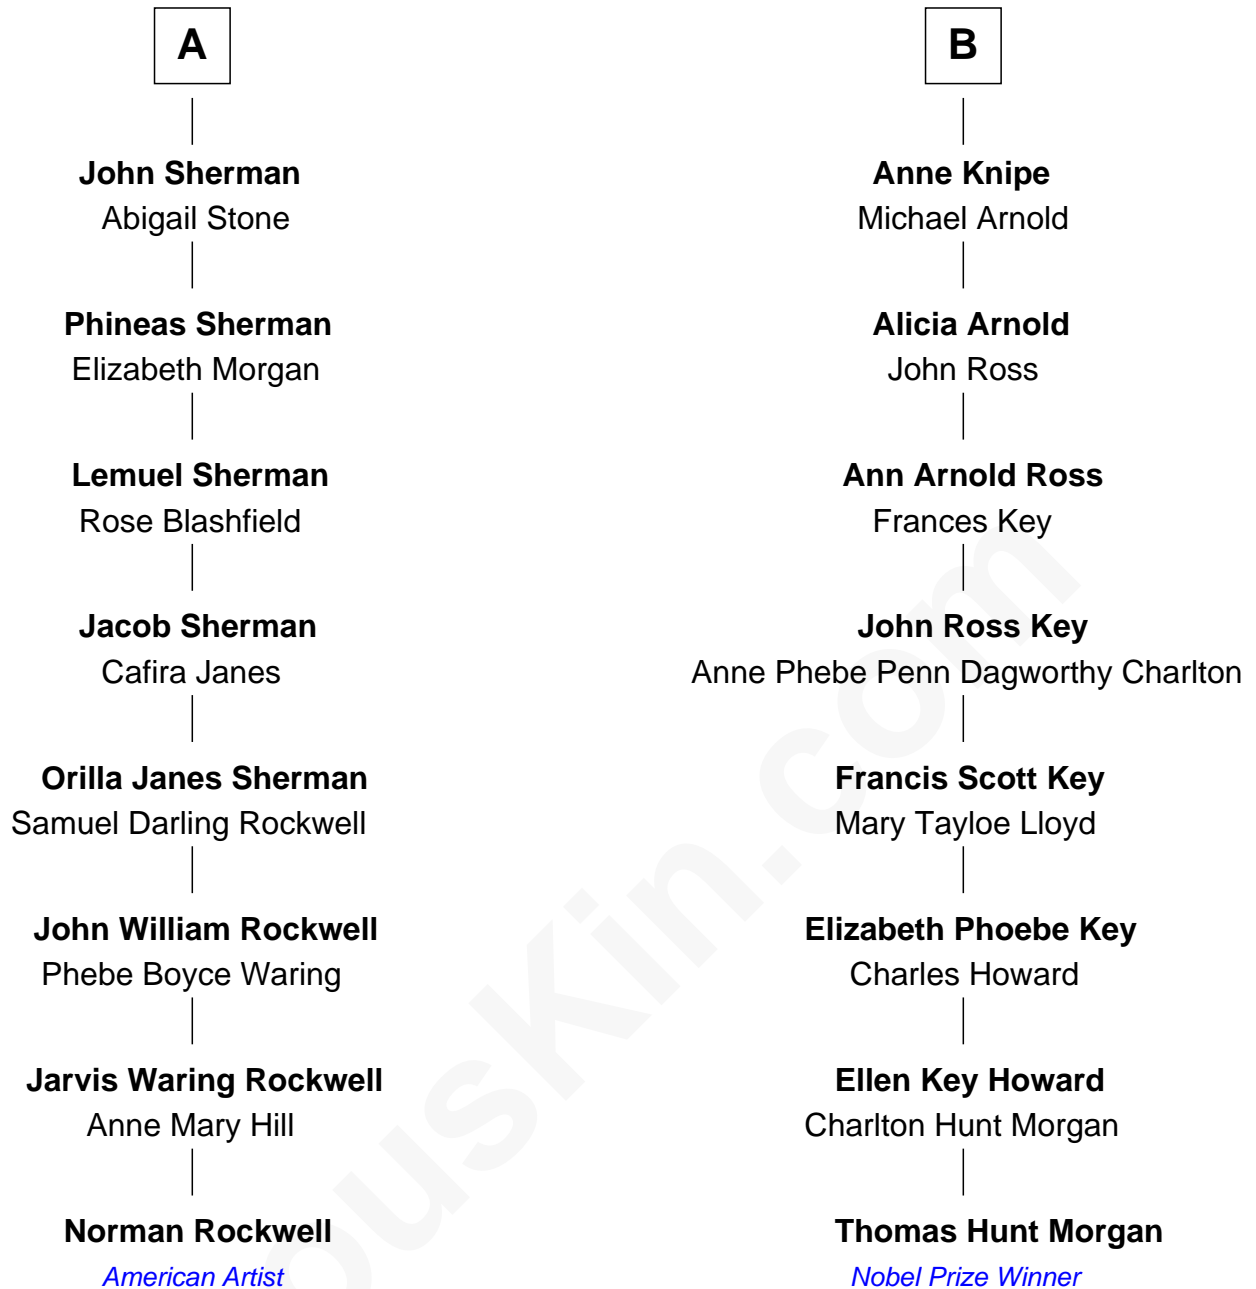 A
John Sherman
Abigail Stone
Phineas Sherman
Elizabeth Morgan
Lemuel Sherman
Rose Blashfield
Jacob Sherman
Cafira Janes
Orilla Janes Sherman
Samuel Darling Rockwell
John William Rockwell
Phebe Boyce Waring
Jarvis Waring Rockwell
Anne Mary Hill
Norman Rockwell
American Artist
B
Anne Knipe
Michael Arnold
Alicia Arnold
John Ross
Ann Arnold Ross
Frances Key
John Ross Key
Anne Phebe Penn Dagworthy Charlton
Francis Scott Key
Mary Tayloe Lloyd
Elizabeth Phoebe Key
Charles Howard
Ellen Key Howard
Charlton Hunt Morgan
Thomas Hunt Morgan
Nobel Prize Winner
ousKin.com